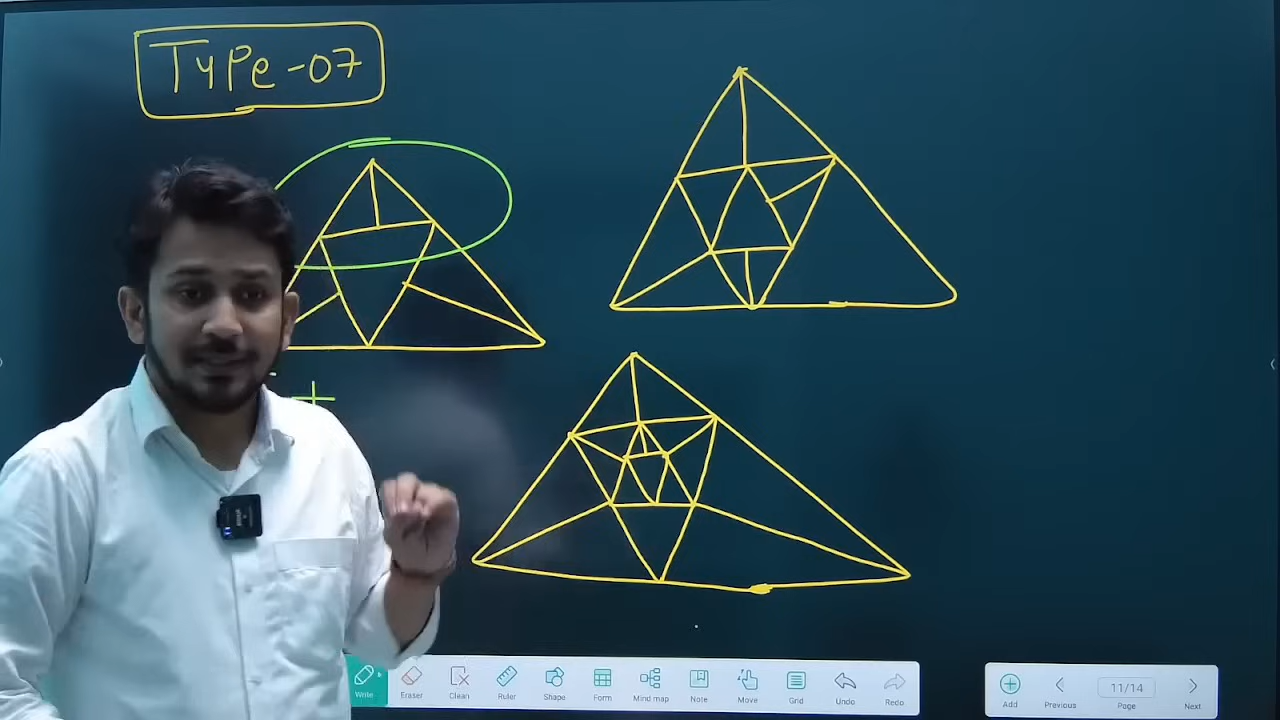 Type-07
+
Write
Eraser
Clean
Ruler
Shape
Form
Mind map
Note
Move
Grid
Undo
Redo
Add
Previous
11/14
Page
Next